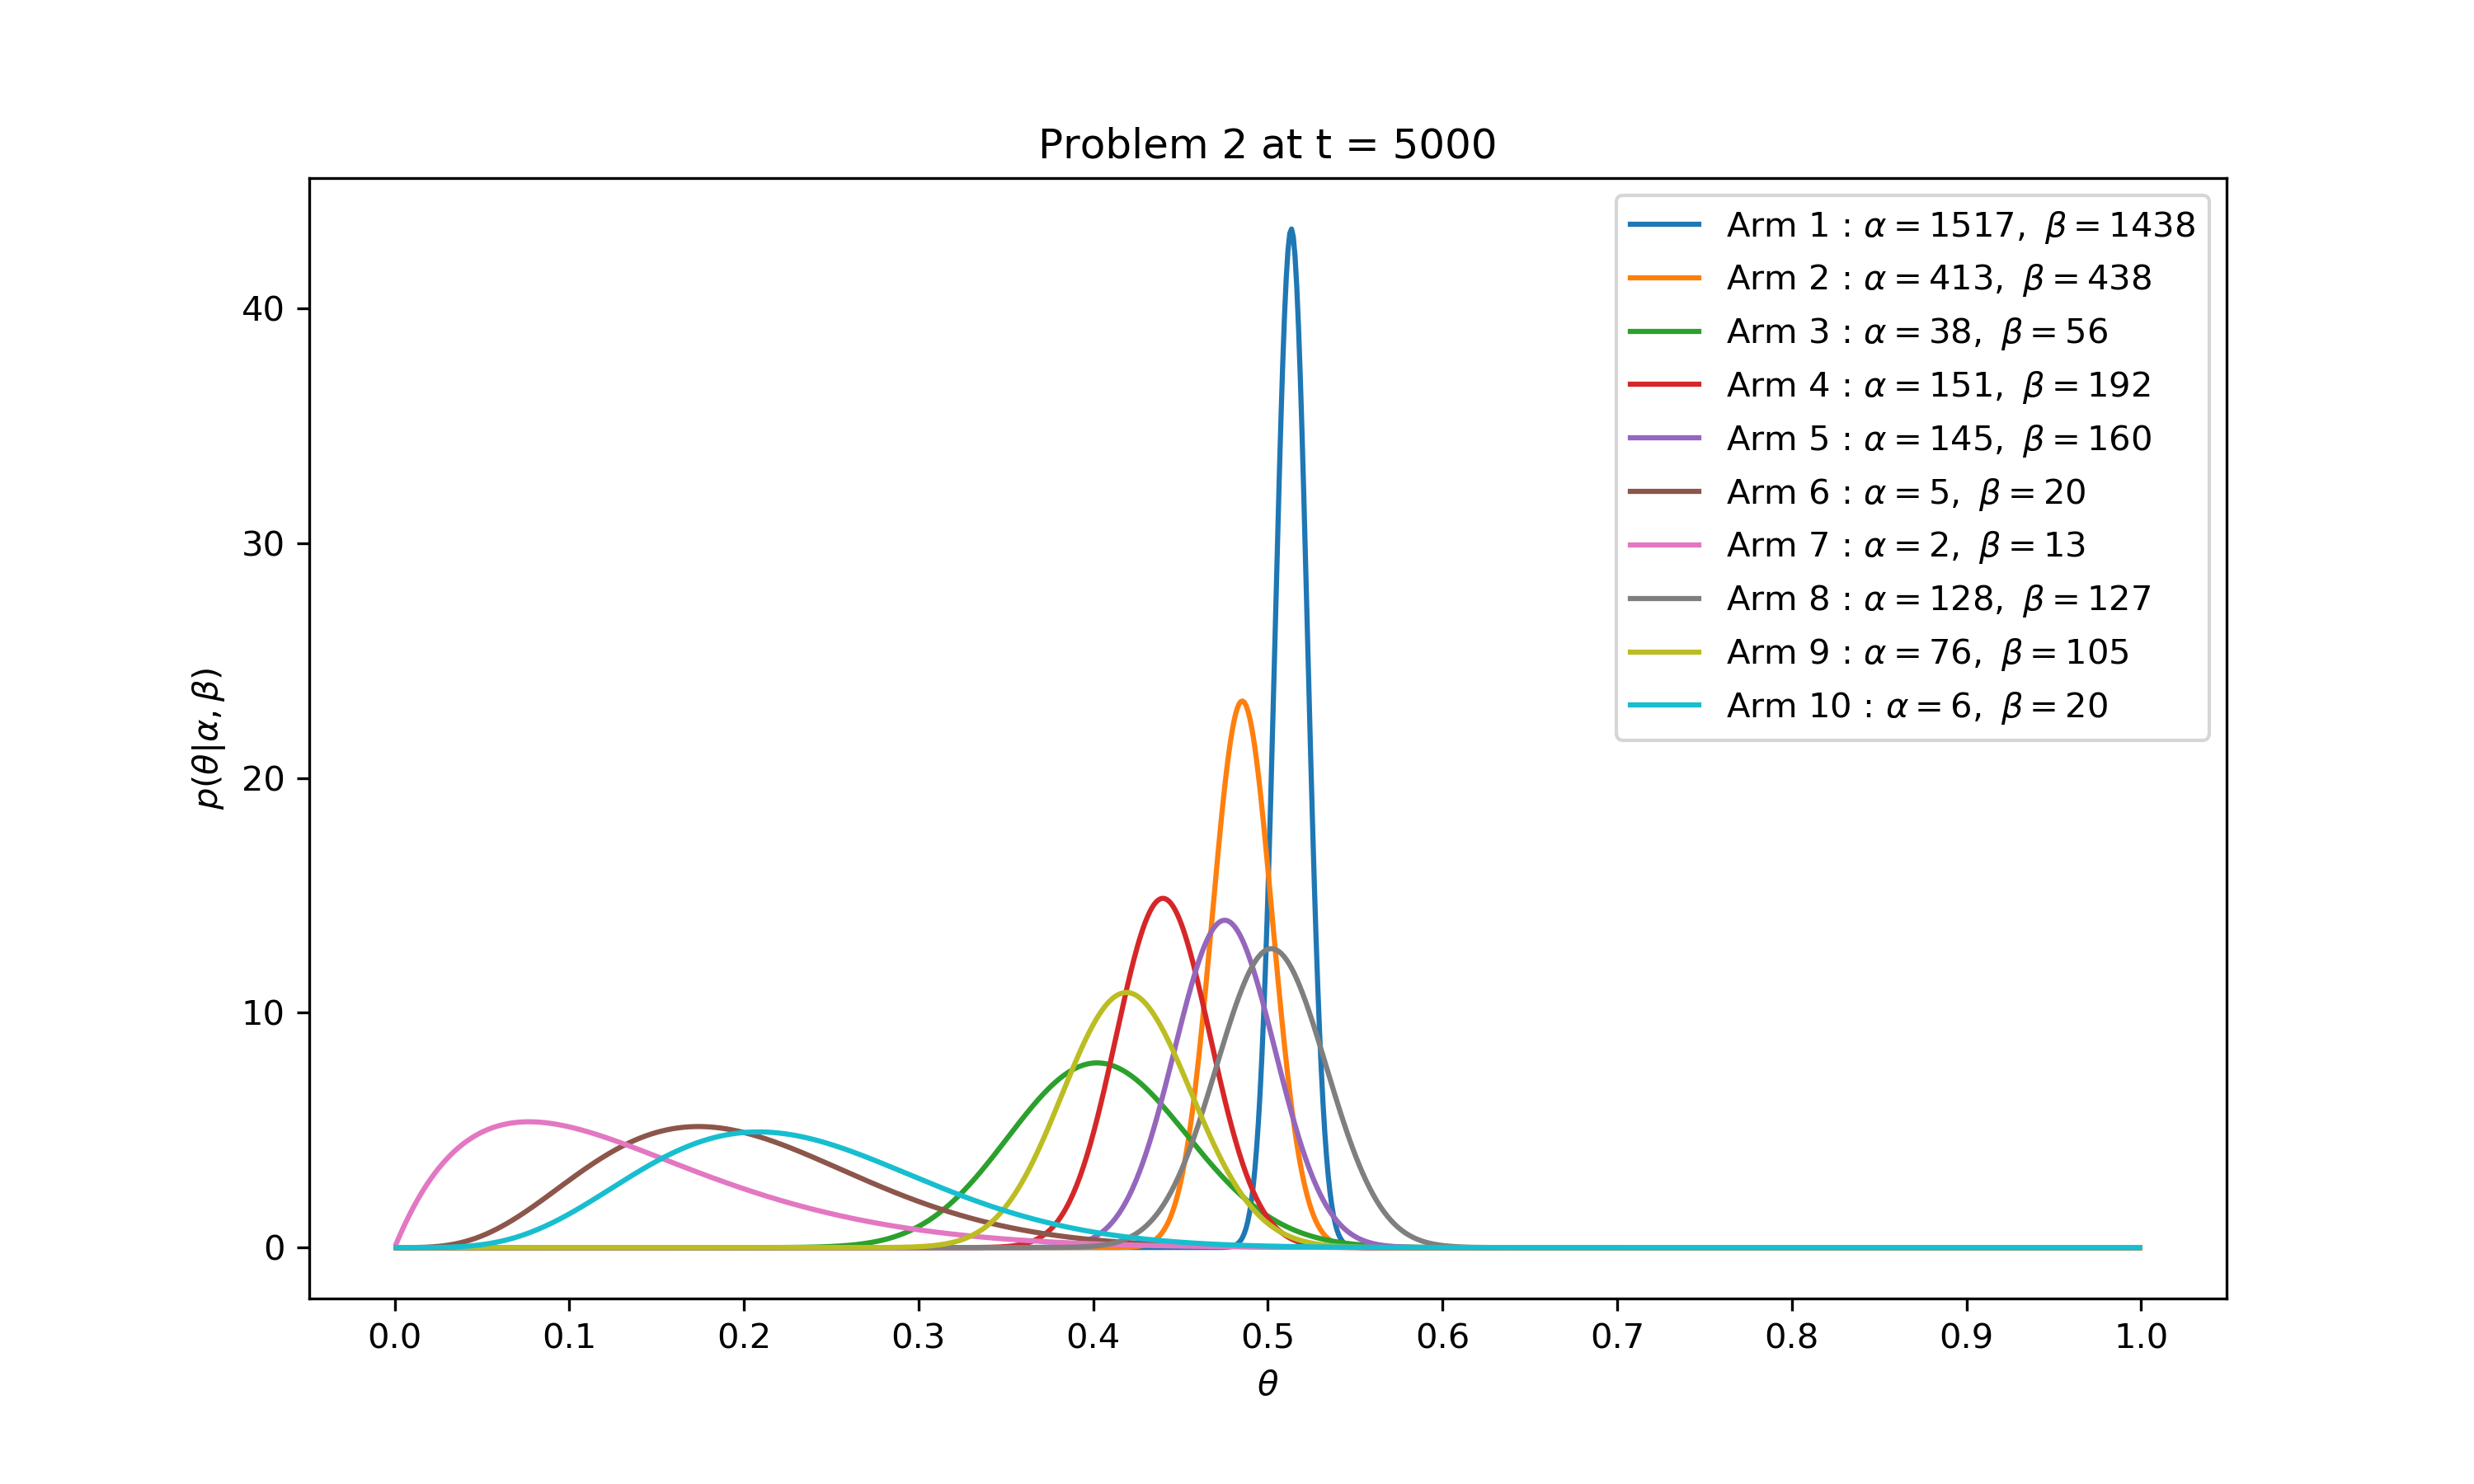 Problem 2 at t = 5000
Arm 1 : α = 1517, β = 1438
Arm 2 : α = 413, β = 438
Arm 3 : α = 38, β = 56
Arm 4 : α = 151, β = 192
Arm 5 : α = 145, β = 160
Arm 6 : α = 5, β = 20
Arm 7 : α = 2, β = 13
Arm 8 : α = 128, β = 127
Arm 9 : α = 76, β = 105
Arm 10 : α = 6, β = 20
p(θ|α, β)
40
30
20
10
0
0.0 0.1 0.2 0.3 0.4 0.5 0.6 0.7 0.8 0.9 1.0
θ